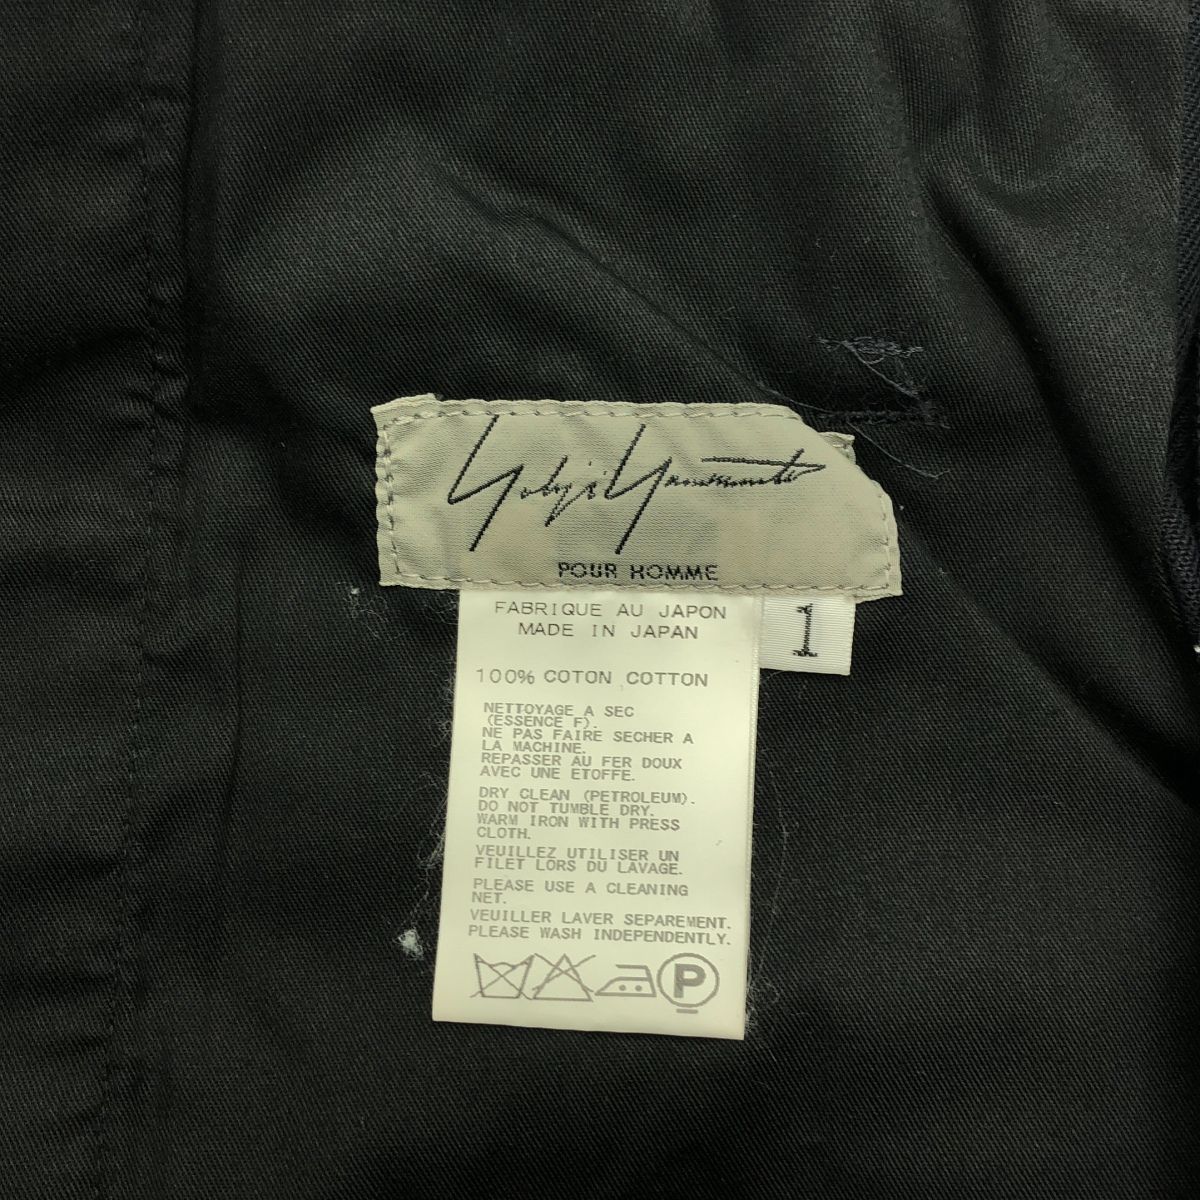 Yohji Yamamoto
POUR HOMME
FABRIQUE AU JAPON
MADE IN JAPAN
1
100% COTON COTTON
NETTOYAGE A SEC
(ESSENCE F).
NE PAS FAIRE SECHER A
LA MACHINE.
REPASSER AU FER DOUX
AVEC UNE ETOFFE.
DRY CLEAN (PETROLEUM).
DO NOT TUMBLE DRY.
WARM IRON WITH PRESS
CLOTH.
VEUILLEZ UTILISER UN
FILET LORS DU LAVAGE.
PLEASE USE A CLEANING
NET.
VEUILLER LAVER SEPAREMENT.
PLEASE WASH INDEPENDENTLY.
P